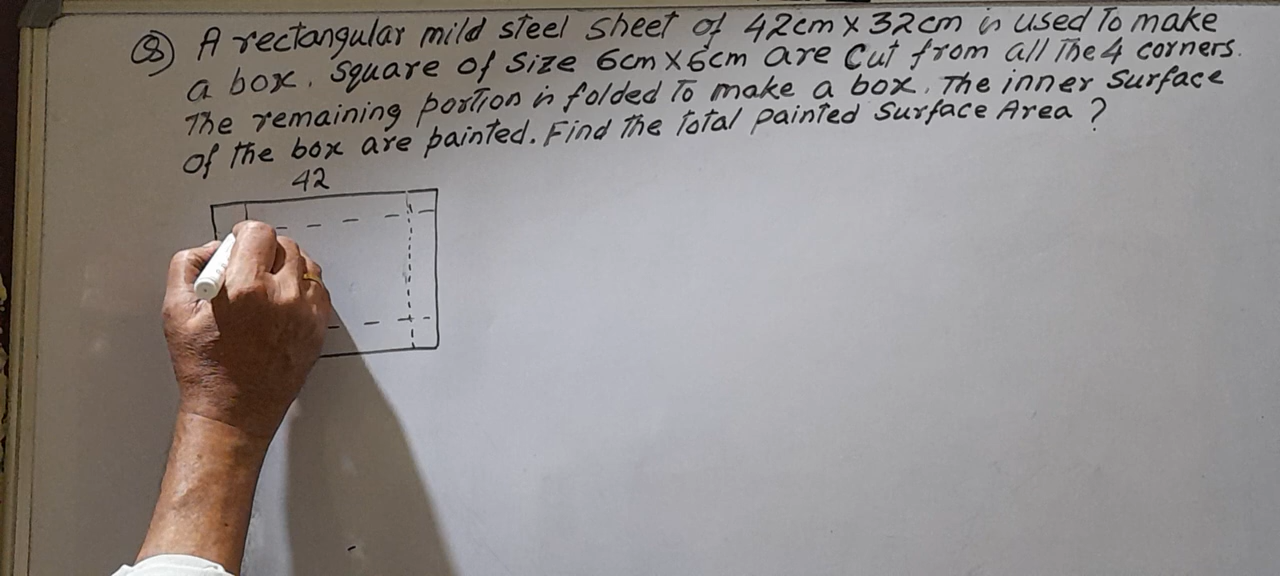 Q) A rectangular mild steel sheet of 42cm X 32cm is used To make
a box. Square of Size 6cm X 6cm are Cut from all The 4 corners.
The remaining portion is folded To make a box. The inner Surface
of The box are painted. Find The Total painted Surface Area ?
42